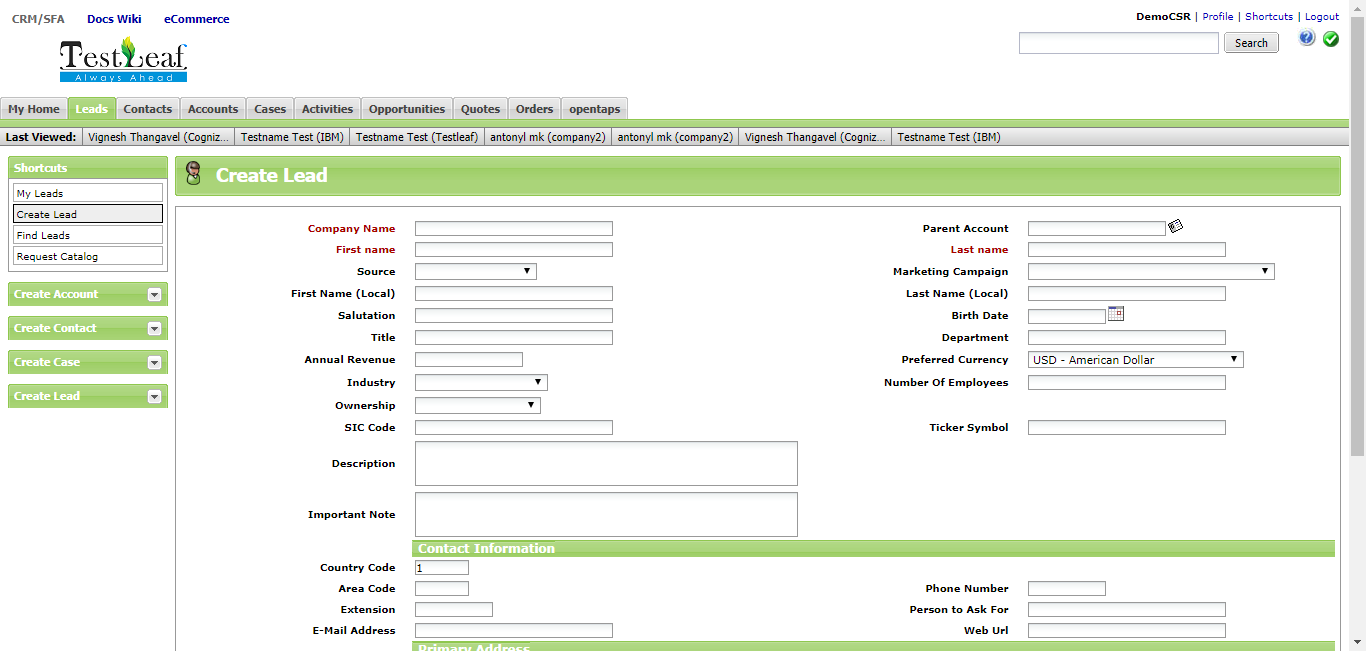 CRM/SFA Docs Wiki eCommerce
DemoCSR | Profile | Shortcuts | Logout
TestLeaf
Always Ahead
Search
My Home Leads Contacts Accounts Cases Activities Opportunities Quotes Orders opentaps
Last Viewed: Vignesh Thangavel (Cogniz... Testname Test (IBM) Testname Test (Testleaf) antonyl mk (company2) antonyl mk (company2) Vignesh Thangavel (Cogniz... Testname Test (IBM)
Shortcuts
My Leads
Create Lead
Find Leads
Request Catalog
Create Account
Create Contact
Create Case
Create Lead
Create Lead
Company Name Parent Account
First name Last name
Source Marketing Campaign
First Name (Local) Last Name (Local)
Salutation Birth Date
Title Department
Annual Revenue Preferred Currency USD - American Dollar
Industry Number Of Employees
Ownership
SIC Code Ticker Symbol
Description
Important Note
Contact Information
Country Code 1
Area Code Phone Number
Extension Person to Ask For
E-Mail Address Web Url
Primary Address